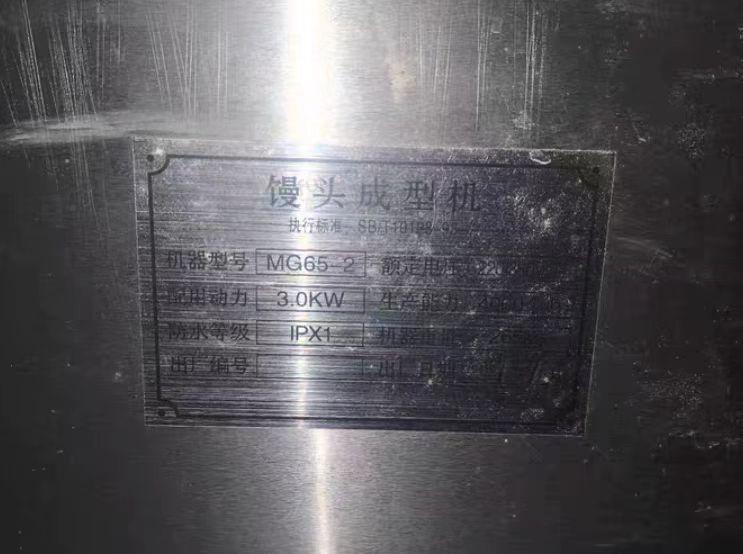 馒头成型机
执行标准: SB/T10188-93
机器型号 MG65-2 额定电压
配用动力 3.0KW 生产能力
防水等级 IPX1 机器
出厂编号 出厂日期